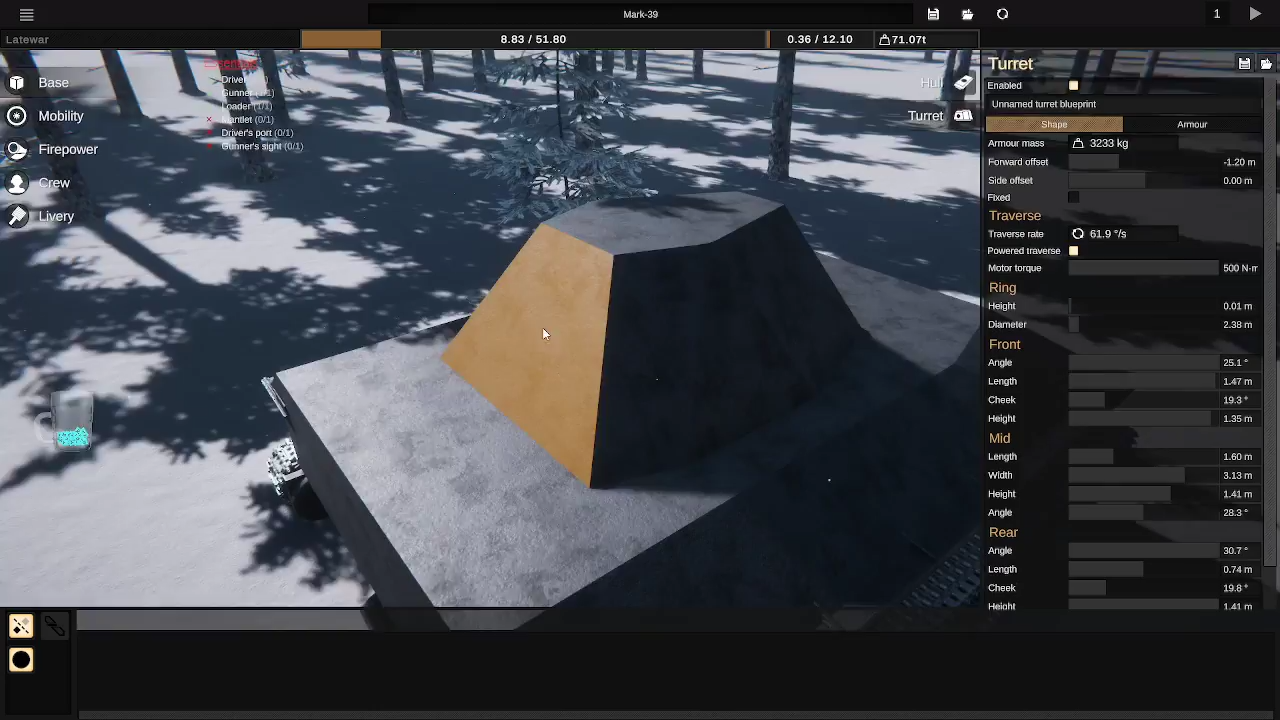 Mark-39
1
Latewar
8.83 / 51.80
0.36 / 12.10
71.07t
Base
Mobility
Firepower
Crew
Livery
Driver
Gunner (1/1)
Loader (1/1)
Mantlet (0/1)
Driver's port (0/1)
Gunner's sight (0/1)
Hull
Turret
Turret
Enabled
Unnamed turret blueprint
Shape
Armour
Armour mass 3233 kg
Forward offset -1.20 m
Side offset 0.00 m
Fixed
Traverse
Traverse rate 61.9 °/s
Powered traverse
Motor torque 500 N·m
Ring
Height 0.01 m
Diameter 2.38 m
Front
Angle 25.1 °
Length 1.47 m
Cheek 19.3 °
Height 1.35 m
Mid
Length 1.60 m
Width 3.13 m
Height 1.41 m
Angle 28.3 °
Rear
Angle 30.7 °
Length 0.74 m
Cheek 19.8 °
Height 1.41 m